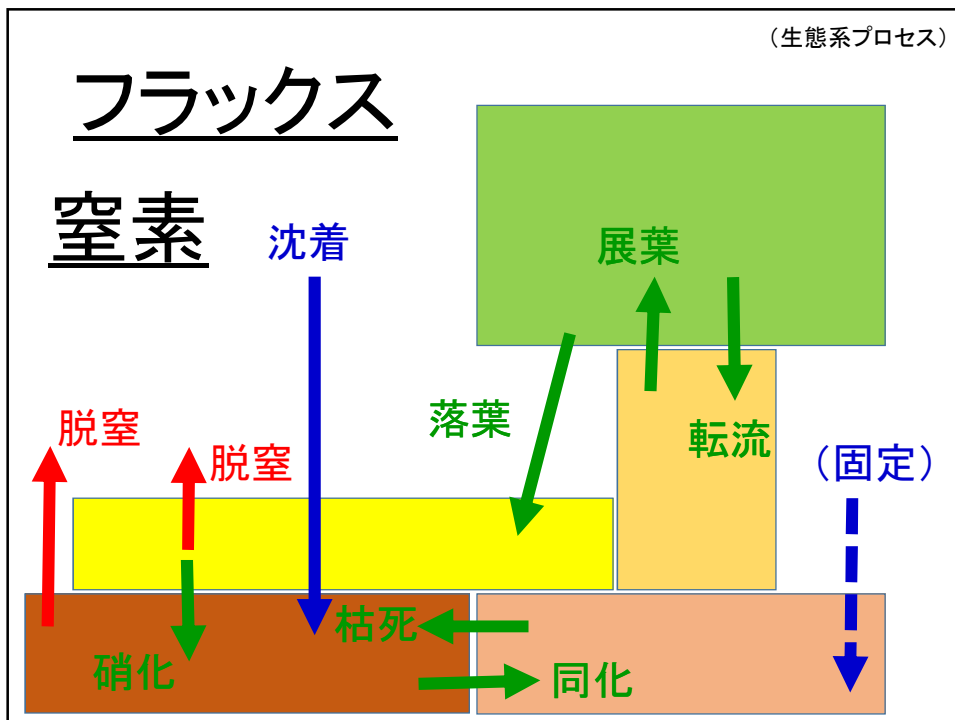 （生態系プロセス）
フラックス
窒素
沈着
展葉
落葉
転流
脱窒
脱窒
（固定）
枯死
硝化
同化